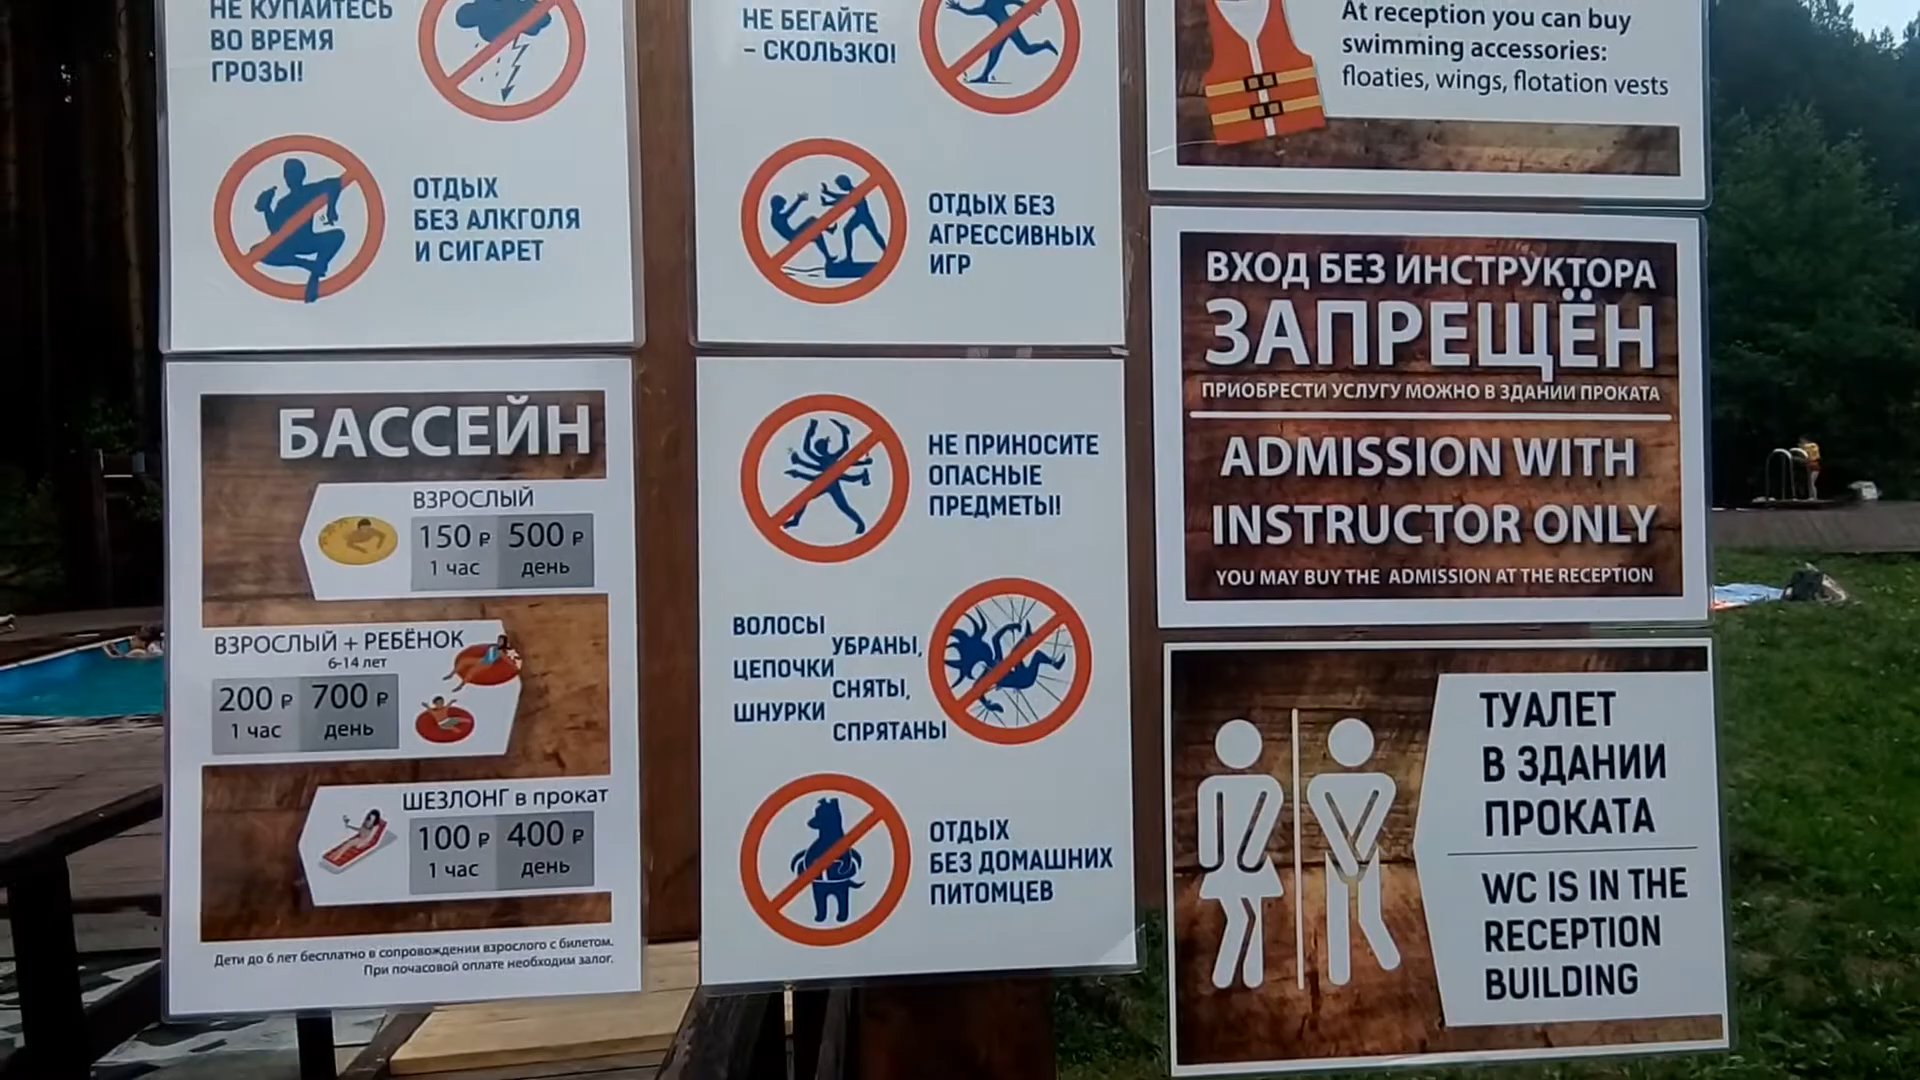 НЕ КУПАЙТЕСЬ
ВО ВРЕМЯ
ГРОЗЫ!
ОТДЫХ
БЕЗ АЛКГОЛЯ
И СИГАРЕТ
НЕ БЕГАЙТЕ
– СКОЛЬЗКО!
ОТДЫХ БЕЗ
АГРЕССИВНЫХ
ИГР
At reception you can buy
swimming accessories:
floaties, wings, flotation vests
БАССЕЙН
ВЗРОСЛЫЙ
150 ₽ 500 ₽
1 час день
ВЗРОСЛЫЙ + РЕБЁНОК
6-14 лет
200 ₽ 700 ₽
1 час день
ШЕЗЛОНГ в прокат
100 ₽ 400 ₽
1 час день
Дети до 6 лет бесплатно в сопровождении взрослого с билетом.
При почасовой оплате необходим залог.
НЕ ПРИНОСИТЕ
ОПАСНЫЕ
ПРЕДМЕТЫ!
ВОЛОСЫ
УБРАНЫ,
ЦЕПОЧКИ
СНЯТЫ,
ШНУРКИ
СПРЯТАНЫ
ОТДЫХ
БЕЗ ДОМАШНИХ
ПИТОМЦЕВ
ВХОД БЕЗ ИНСТРУКТОРА
ЗАПРЕЩЁН
ПРИОБРЕСТИ УСЛУГУ МОЖНО В ЗДАНИИ ПРОКАТА
ADMISSION WITH
INSTRUCTOR ONLY
YOU MAY BUY THE ADMISSION AT THE RECEPTION
ТУАЛЕТ
В ЗДАНИИ
ПРОКАТА
WC IS IN THE
RECEPTION
BUILDING